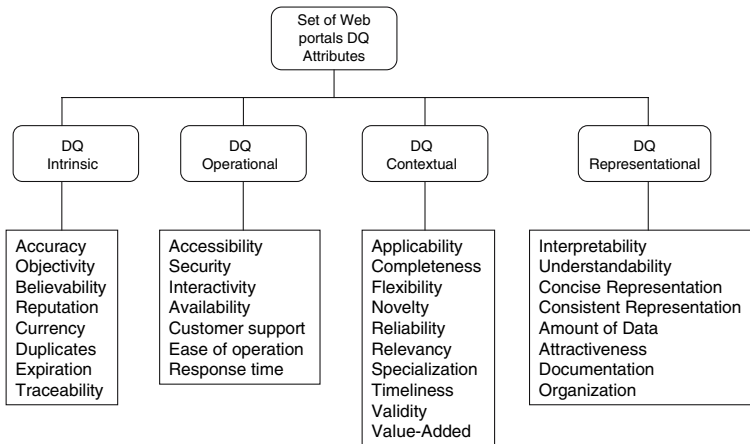 Set of Web
portals DQ
Attributes
DQ
Intrinsic
DQ
Operational
DQ
Contextual
DQ
Representational
Accuracy
Objectivity
Believability
Reputation
Currency
Duplicates
Expiration
Traceability
Accessibility
Security
Interactivity
Availability
Customer support
Ease of operation
Response time
Applicability
Completeness
Flexibility
Novelty
Reliability
Relevancy
Specialization
Timeliness
Validity
Value-Added
Interpretability
Understandability
Concise Representation
Consistent Representation
Amount of Data
Attractiveness
Documentation
Organization